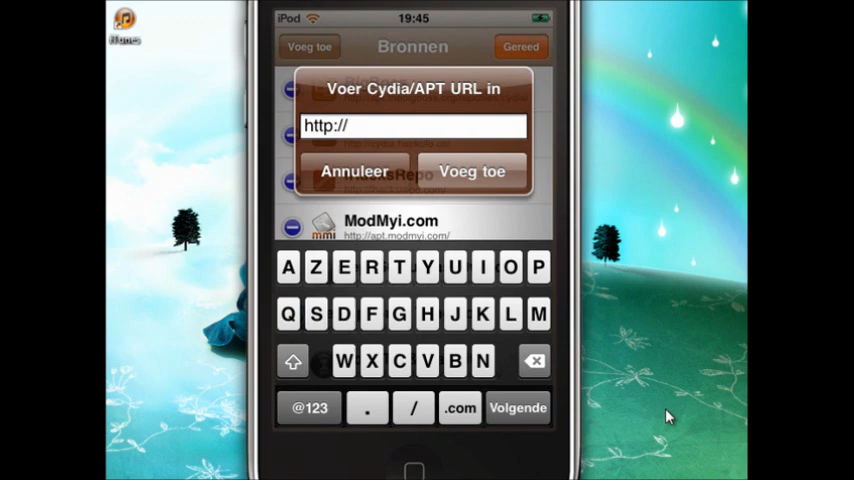 iTunes
iPod 19:45
Voeg toe Bronnen Gereed
Voer Cydia/APT URL in
http://
Annuleer Voeg toe
ModMyi.com
http://apt.modmyi.com/
mmi
A Z E R T Y U I O P
Q S D F G H J K L M
W X C V B N
@123 . / .com Volgende